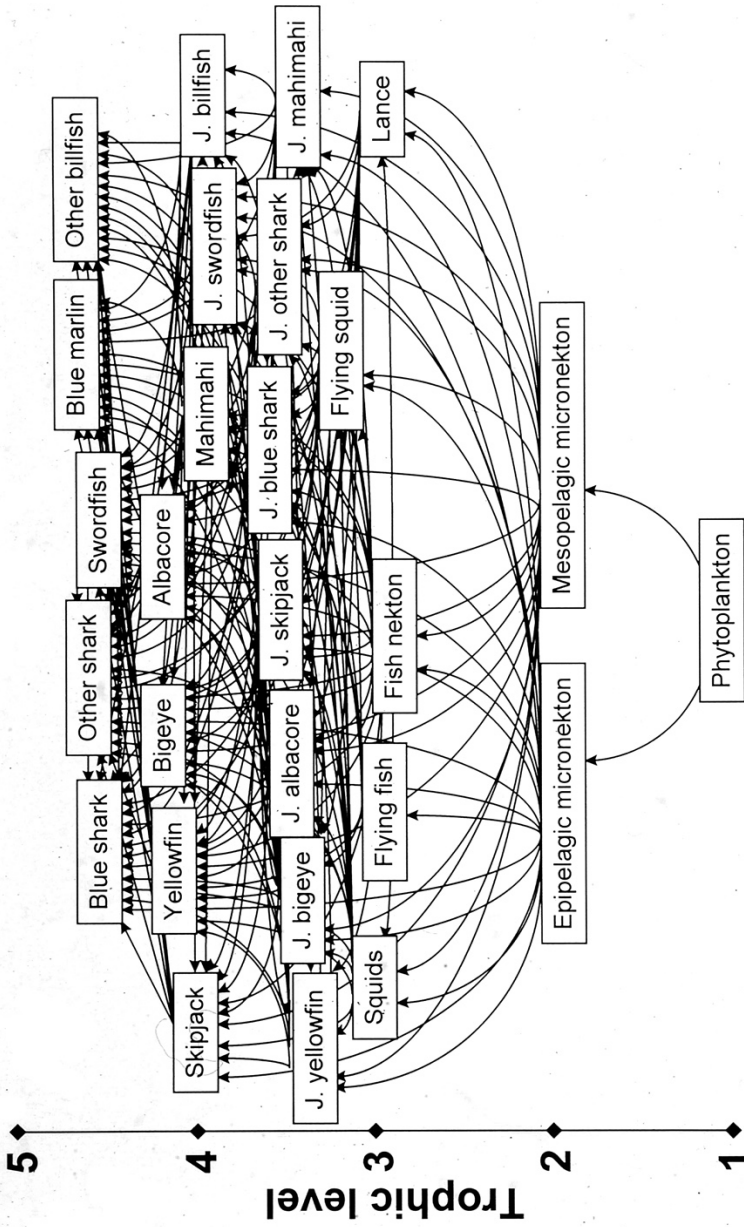 Trophic level
5
4
3
2
1
Blue shark
Other shark
Swordfish
Blue marlin
Other billfish
Skipjack
Yellowfin
Bigeye
Albacore
Mahimahi
J. swordfish
J. billfish
J. yellowfin
J. bigeye
J. albacore
J. skipjack
J. blue shark
J. other shark
J. mahimahi
Squids
Flying fish
Fish nekton
Flying squid
Lance
Epipelagic micronekton
Mesopelagic micronekton
Phytoplankton